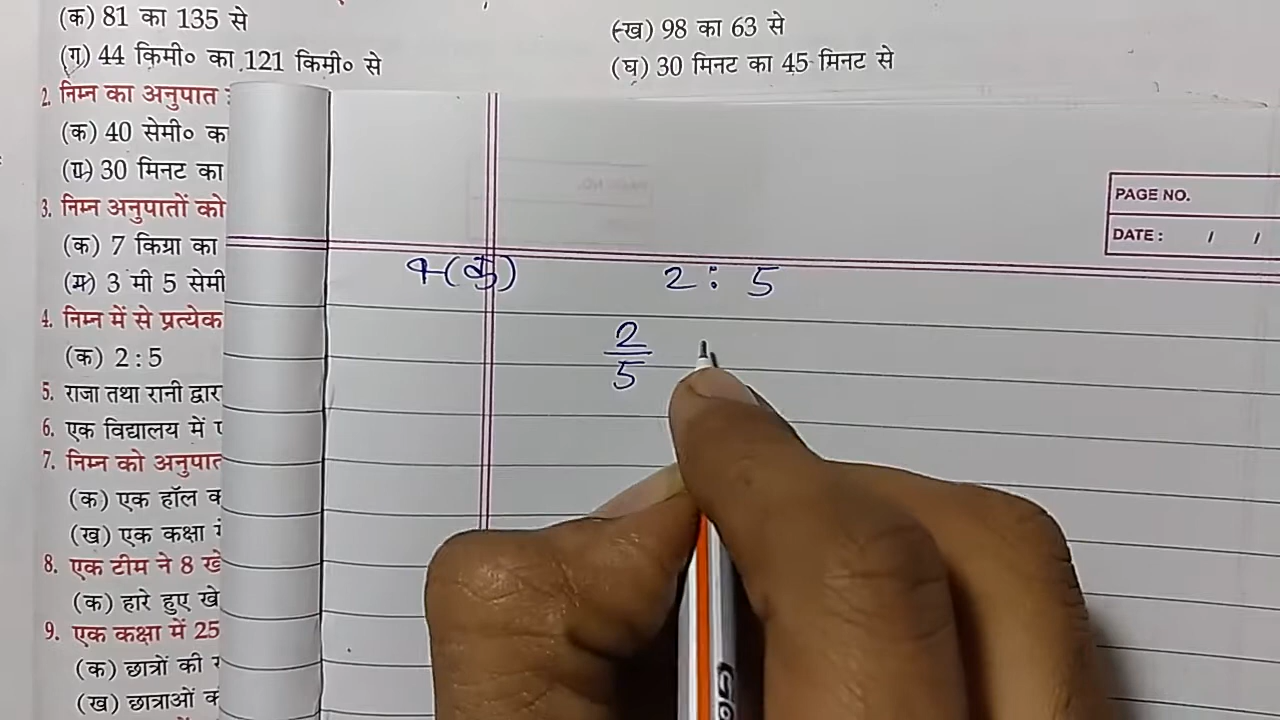 (क) 81 का 135 से
(ख) 98 का 63 से
(ग) 44 किमी० का 121 किमी० से
(घ) 30 मिनट का 45 मिनट से
2. निम्न का अनुपात
(क) 40 सेमी० क
(ग) 30 मिनट का
3. निम्न अनुपातों को
(क) 7 किग्रा का
(ग) 3 मी 5 सेमी
4. निम्न में से प्रत्येक
(क) 2:5
5. राजा तथा रानी द्वार
6. एक विद्यालय में
7. निम्न को अनुपात
(क) एक हॉल क
(ख) एक कक्षा
8. एक टीम ने 8 खे
(क) हारे हुए खे
9. एक कक्षा में 25
(क) छात्रों की
(ख) छात्राओं क
PAGE NO.
DATE : / /
(क) 2 : 5
2/5